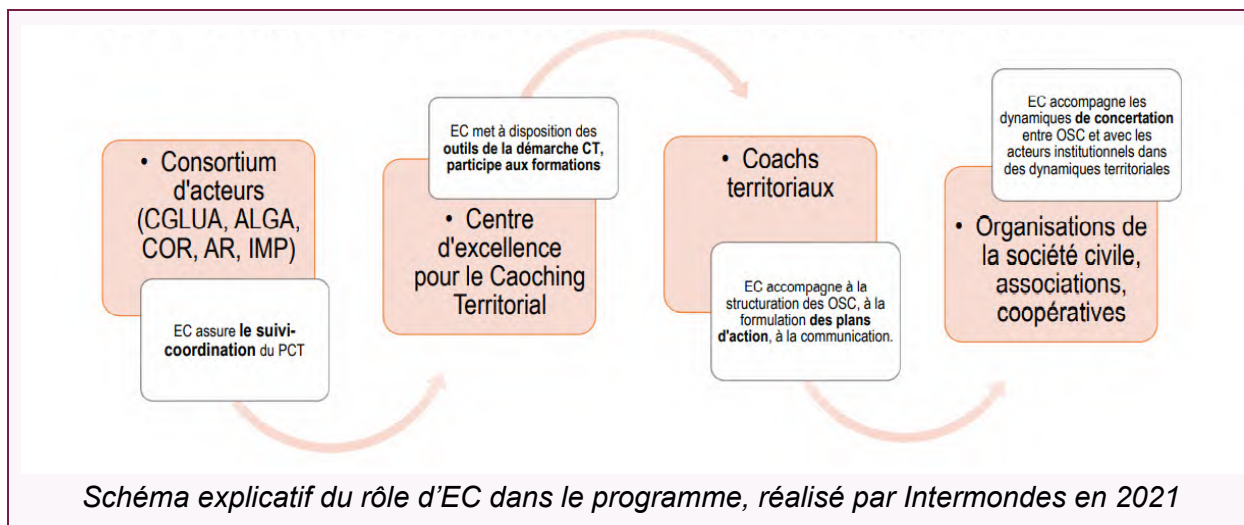 • Consortium
d'acteurs
(CGLUA, ALGA,
COR, AR, IMP)
EC assure le suivi-
coordination du PCT
EC met à disposition des
outils de la démarche CT,
participe aux formations
• Centre
d'excellence
pour le Caoching
Territorial
• Coachs
territoriaux
EC accompagne à la
structuration des OSC, à la
formulation des plans
d'action, à la communication.
EC accompagne les
dynamiques de concertation
entre OSC et avec les
acteurs institutionnels dans
des dynamiques territoriales
• Organisations de
la société civile,
associations,
coopératives
Schéma explicatif du rôle d’EC dans le programme, réalisé par Intermondes en 2021